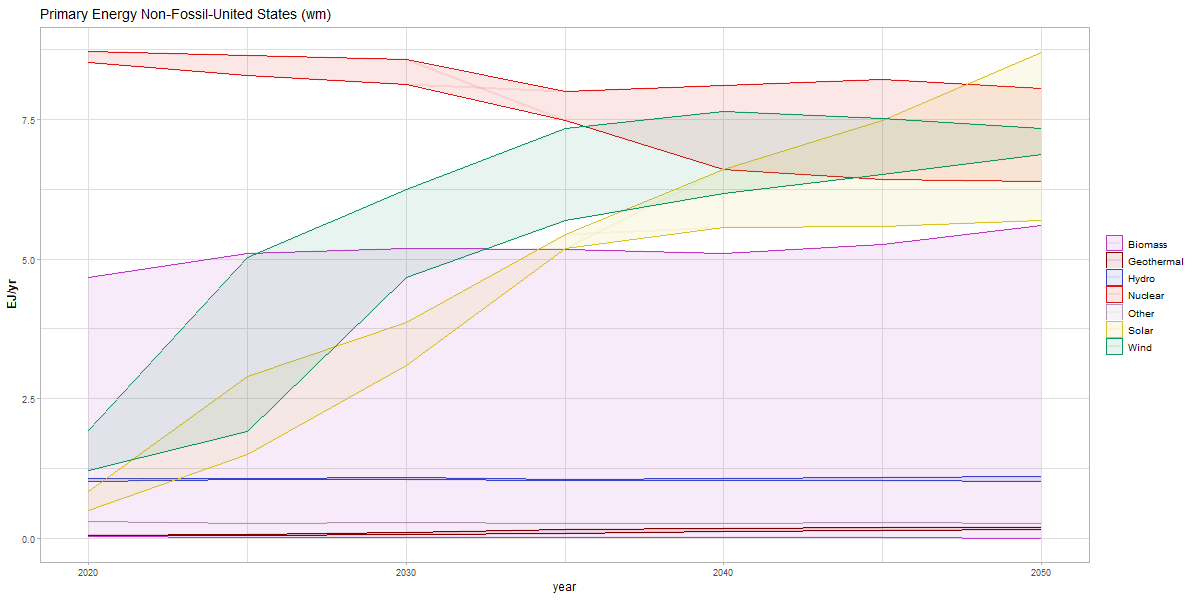 Primary Energy Non-Fossil-United States (wm)
EJ/yr
7.5
5.0
2.5
0.0
2020
2030
2040
2050
year
Biomass
Geothermal
Hydro
Nuclear
Other
Solar
Wind